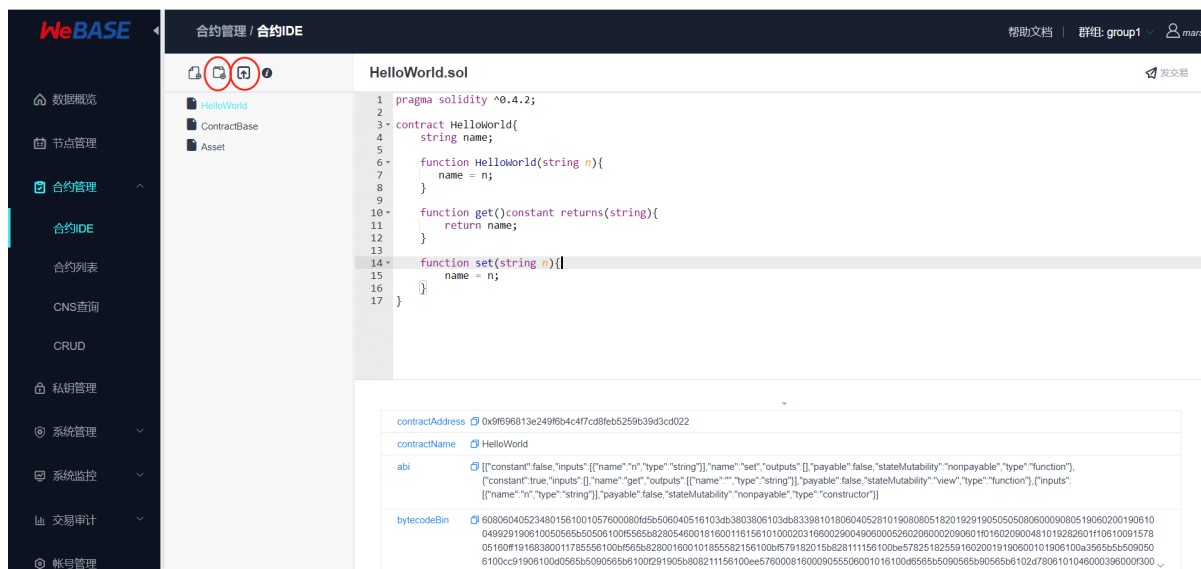 WeBASE
合约管理 / 合约IDE
帮助文档
群组: group1
mars
数据概览
节点管理
合约管理
合约IDE
合约列表
CNS查询
CRUD
私钥管理
系统管理
系统监控
交易审计
帐号管理
HelloWorld
ContractBase
Asset
HelloWorld.sol
发交易
1 pragma solidity ^0.4.2;
2
3 contract HelloWorld{
4 string name;
5
6 function HelloWorld(string n){
7 name = n;
8 }
9
10 function get()constant returns(string){
11 return name;
12 }
13
14 function set(string n){
15 name = n;
16 }
17 }
contractAddress 0x9f696813e249f6b4c4f7cd8feb5259b39d3cd022
contractName HelloWorld
abi [{"constant":false,"inputs":[{"name":"n","type":"string"}],"name":"set","outputs":[],"payable":false,"stateMutability":"nonpayable","type":"function"},
{"constant":true,"inputs":[],"name":"get","outputs":[{"name":"","type":"string"}],"payable":false,"stateMutability":"view","type":"function"},{"inputs":
[{"name":"n","type":"string"}],"payable":false,"stateMutability":"nonpayable","type":"constructor"}]
bytecodeBin